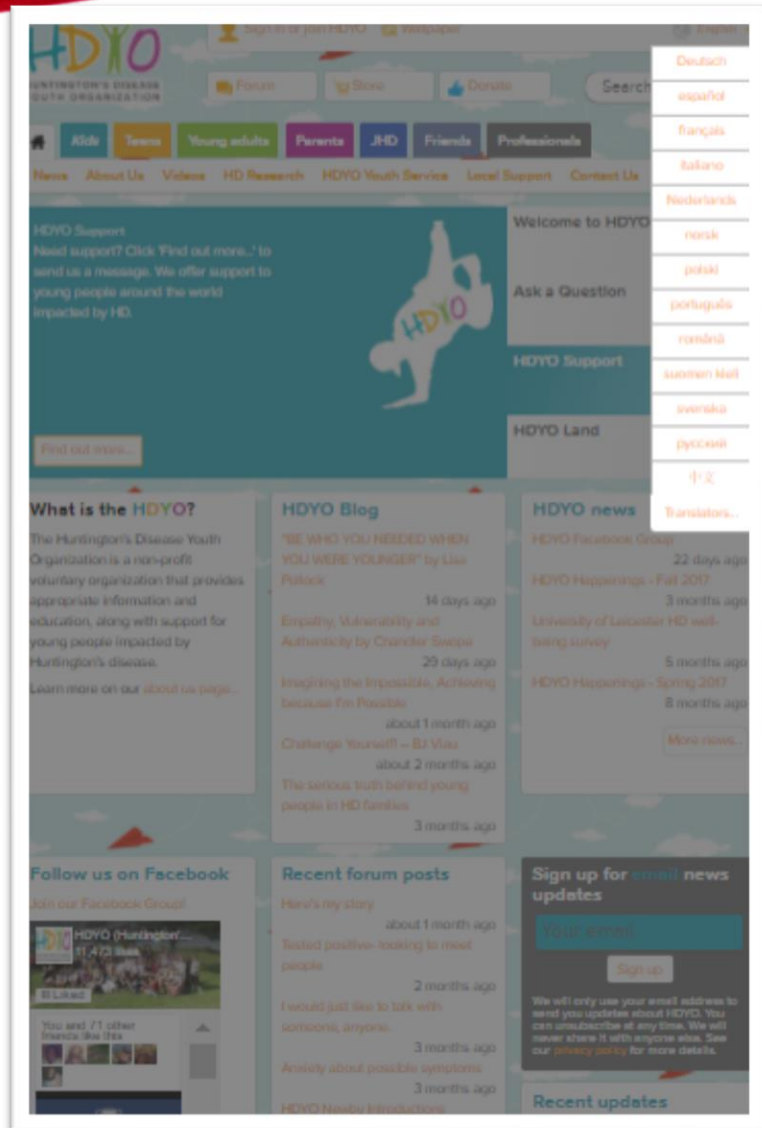 HDYO
HUNTINGTON'S DISEASE
YOUTH ORGANIZATION
Sign in or join HDYO
Wallpaper
English
Forum
Store
Donate
Search
Kids
Teens
Young adults
Parents
JHD
Friends
Professionals
News
About Us
Videos
HD Research
HDYO Youth Service
Local Support
Contact Us
Deutsch
español
français
italiano
Nederlands
norsk
polski
português
română
suomen kieli
svenska
русский
中文
Translators...
HDYO Support
Need support? Click 'Find out more...' to
send us a message. We offer support to
young people around the world
impacted by HD.
Find out more...
HDYO
Welcome to HDYO
Ask a Question
HDYO Support
HDYO Land
What is the HDYO?
The Huntington's Disease Youth
Organization is a non-profit
voluntary organization that provides
appropriate information and
education, along with support for
young people impacted by
Huntington's disease.
Learn more on our about us page...
HDYO Blog
"BE WHO YOU NEEDED WHEN
YOU WERE YOUNGER" by Lisa
Pollock
14 days ago
Empathy, Vulnerability and
Authenticity by Chandler Swope
29 days ago
Imagining the Impossible, Achieving
because I'm Possible
about 1 month ago
Challenge Yourself! – BJ Viau
about 2 months ago
The serious truth behind young
people in HD families
3 months ago
HDYO news
HDYO Facebook Group
22 days ago
HDYO Happenings - Fall 2017
3 months ago
University of Leicester HD well-
being survey
5 months ago
HDYO Happenings - Spring 2017
8 months ago
More news...
Follow us on Facebook
Join our Facebook Group!
HDYO
HDYO (Huntington'...
11,473 likes
Liked
You and 71 other
friends like this
Recent forum posts
Here's my story
about 1 month ago
Tested positive- looking to meet
people
2 months ago
I would just like to talk with
someone, anyone.
3 months ago
Anxiety about possible symptoms
3 months ago
HDYO Newby Introductions
Sign up for email news
updates
Your email...
Sign up
We will only use your email address to
send you updates about HDYO. You
can unsubscribe at any time. We will
never share it with anyone else. See
our privacy policy for more details.
Recent updates